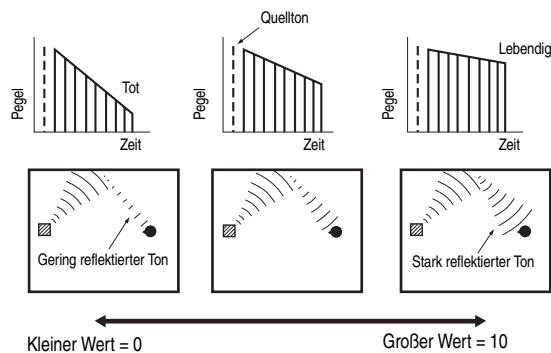 Quellton
Pegel
Tot
Zeit
Pegel
Zeit
Pegel
Lebendig
Zeit
Gering reflektierter Ton
Stark reflektierter Ton
Kleiner Wert = 0
Großer Wert = 10